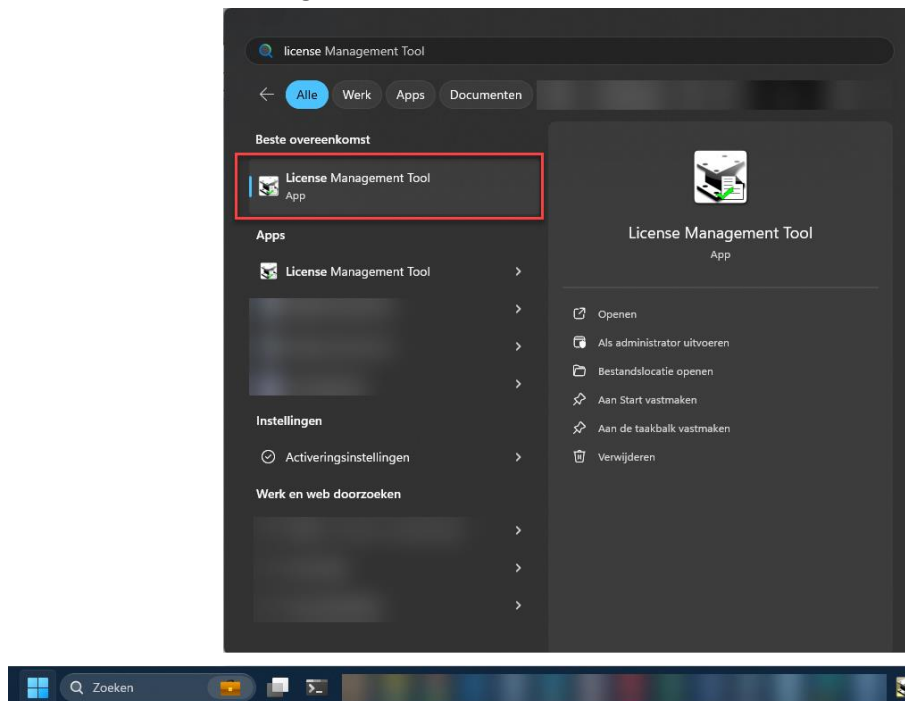 license Management Tool
Alle Werk Apps Documenten
Beste overeenkomst
License Management Tool
App
Apps
License Management Tool
Instellingen
Activeringsinstellingen
Werk en web doorzoeken
License Management Tool
App
Openen
Als administrator uitvoeren
Bestandslocatie openen
Aan Start vastmaken
Aan de taakbalk vastmaken
Verwijderen
Zoeken